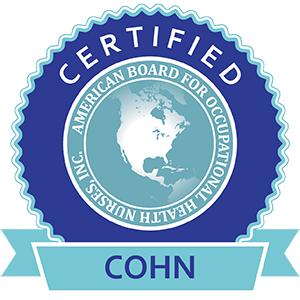 CERTIFIED
AMERICAN BOARD FOR OCCUPATIONAL HEALTH NURSES, INC.
COHN